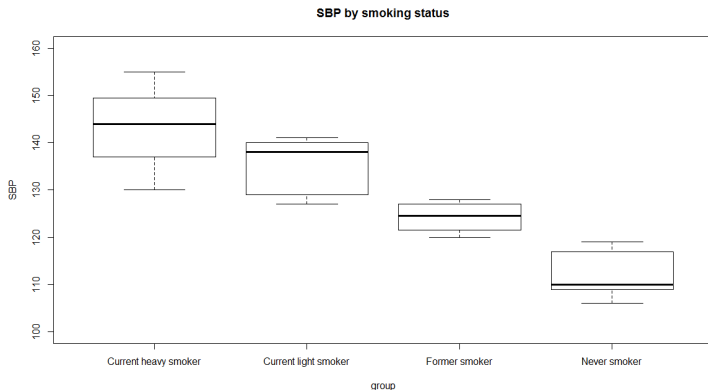 SBP by smoking status
160
150
140
130
120
110
100
SBP
Current heavy smoker
Current light smoker
Former smoker
Never smoker
group